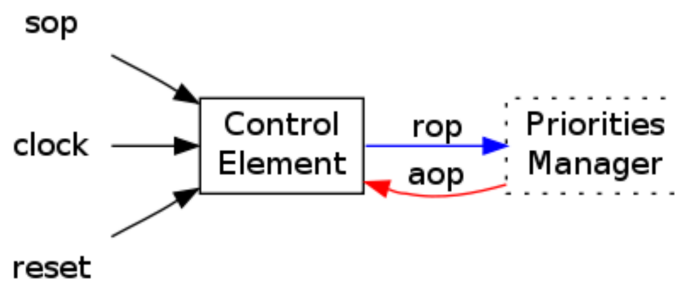 sop
clock
reset
Control
Element
rop
aop
Priorities
Manager